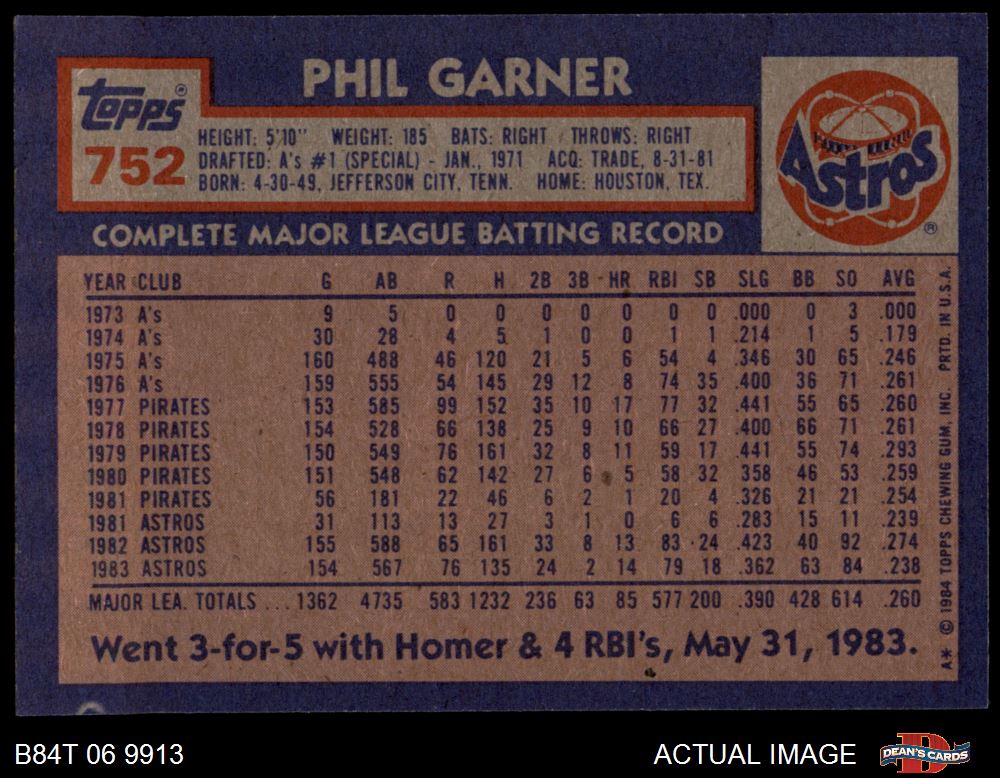 PHIL GARNER
Topps®
752
HEIGHT: 5'10" WEIGHT: 185 BATS: RIGHT THROWS: RIGHT
DRAFTED: A's #1 (SPECIAL) - JAN., 1971 ACQ: TRADE, 8-31-81
BORN: 4-30-49, JEFFERSON CITY, TENN. HOME: HOUSTON, TEX.
Astros®
COMPLETE MAJOR LEAGUE BATTING RECORD
YEAR CLUB G AB R H 2B 3B HR RBI SB SLG BB SO AVG
1973 A's 9 5 0 0 0 0 0 0 0 .000 0 3 .000
1974 A's 30 28 4 5 1 0 0 1 1 .214 1 5 .179
1975 A's 160 488 46 120 21 5 6 54 4 .346 30 65 .246
1976 A's 159 555 54 145 29 12 8 74 35 .400 36 71 .261
1977 PIRATES 153 585 99 152 35 10 17 77 32 .441 55 65 .260
1978 PIRATES 154 528 66 138 25 9 10 66 27 .400 66 71 .261
1979 PIRATES 150 549 76 161 32 8 11 59 17 .441 55 74 .293
1980 PIRATES 151 548 62 142 27 6 5 58 32 .358 46 53 .259
1981 PIRATES 56 181 22 46 6 2 1 20 4 .326 21 21 .254
1981 ASTROS 31 113 13 27 3 1 0 6 6 .283 15 11 .239
1982 ASTROS 155 588 65 161 33 8 13 83 24 .423 40 92 .274
1983 ASTROS 154 567 76 135 24 2 14 79 18 .362 63 84 .238
MAJOR LEA. TOTALS ... 1362 4735 583 1232 236 63 85 577 200 .390 428 614 .260
Went 3-for-5 with Homer & 4 RBI's, May 31, 1983.
A* © 1984 TOPPS CHEWING GUM, INC. PRTD. IN U.S.A.
B84T 06 9913
ACTUAL IMAGE
D
DEAN'S CARDS